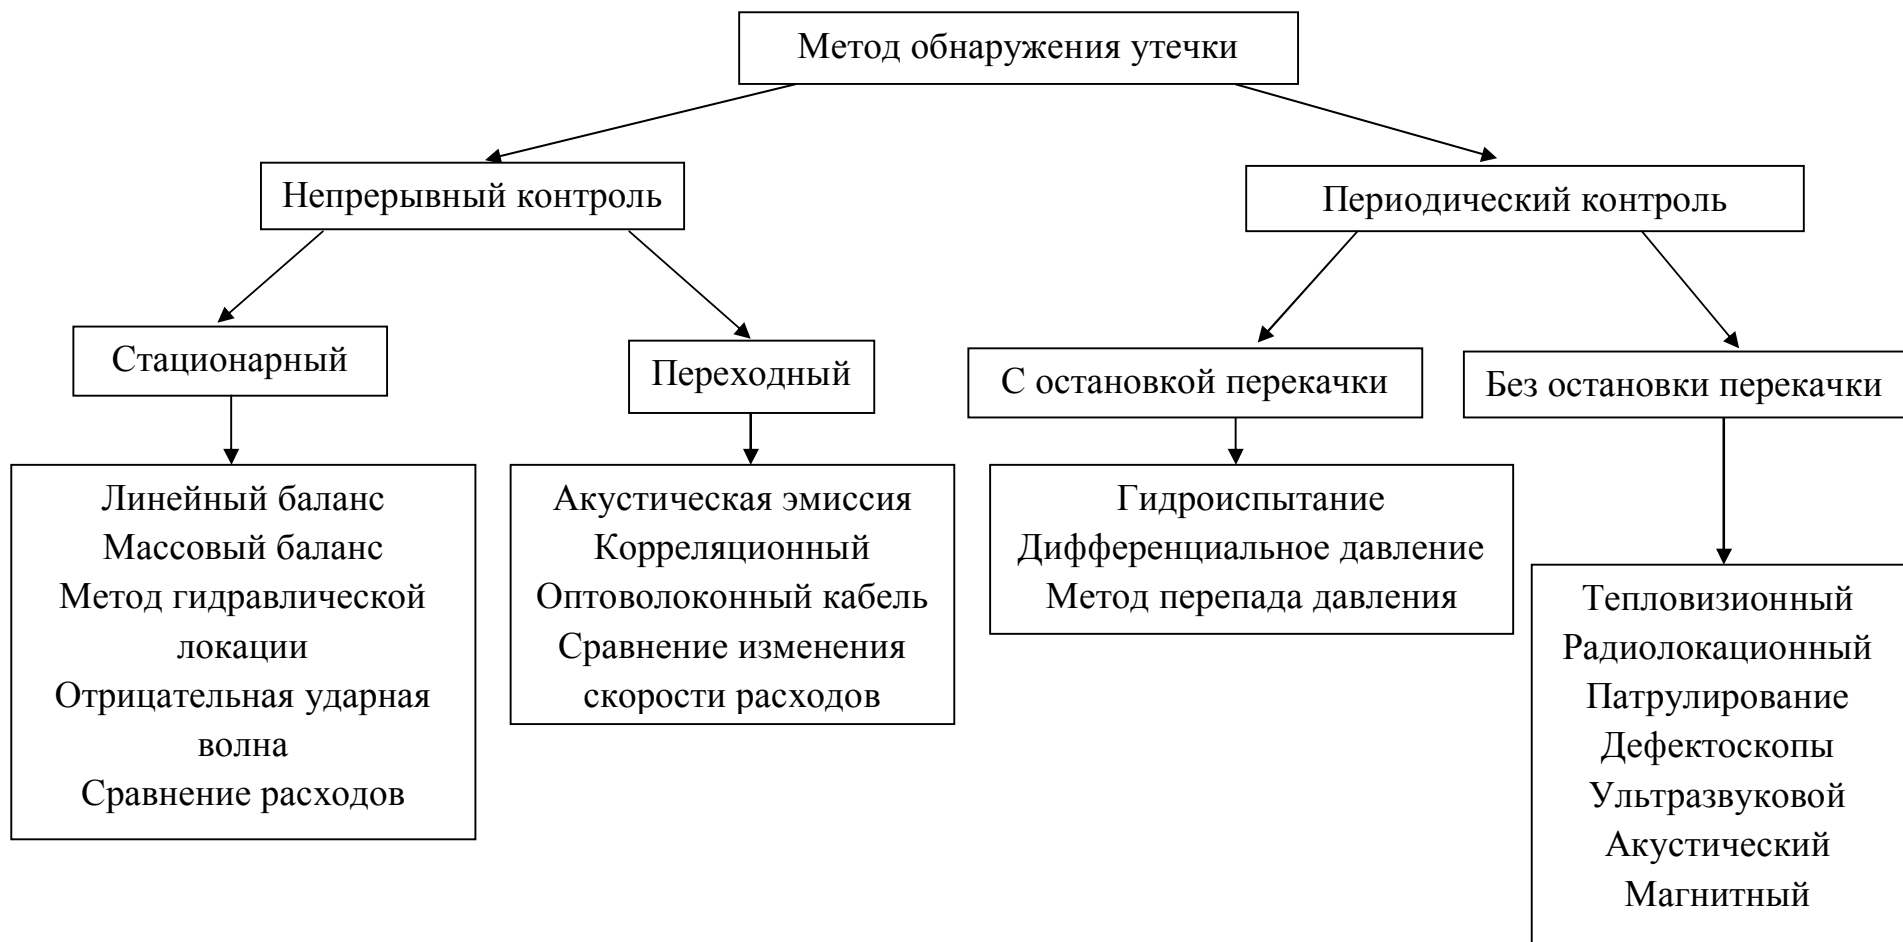 Метод обнаружения утечки
Непрерывный контроль
Периодический контроль
Стационарный
Переходный
С остановкой перекачки
Без остановки перекачки
Линейный баланс
Массовый баланс
Метод гидравлической
локации
Отрицательная ударная
волна
Сравнение расходов
Акустическая эмиссия
Корреляционный
Оптоволоконный кабель
Сравнение изменения
скорости расходов
Гидроиспытание
Дифференциальное давление
Метод перепада давления
Тепловизионный
Радиолокационный
Патрулирование
Дефектоскопы
Ультразвуковой
Акустический
Магнитный